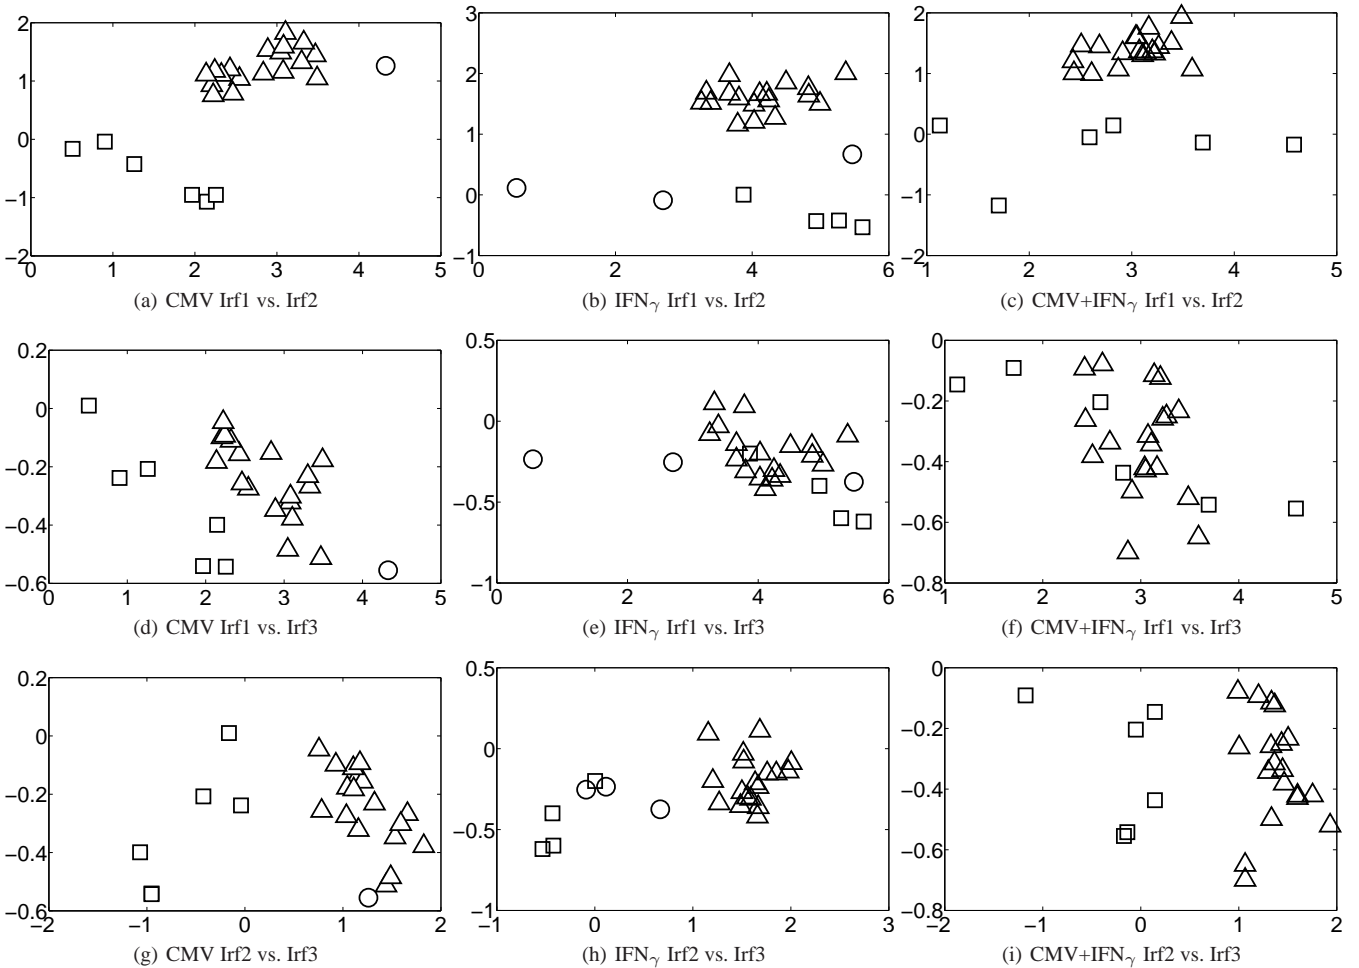 2
1
0
−1
−2
0 1 2 3 4 5
(a) CMV Irf1 vs. Irf2
3
2
1
0
−1
0 2 4 6
(b) IFNγ Irf1 vs. Irf2
2
1
0
−1
−2
1 2 3 4 5
(c) CMV+IFNγ Irf1 vs. Irf2
0.2
0
−0.2
−0.4
−0.6
0 1 2 3 4 5
(d) CMV Irf1 vs. Irf3
0.5
0
−0.5
−1
0 2 4 6
(e) IFNγ Irf1 vs. Irf3
0
−0.2
−0.4
−0.6
−0.8
1 2 3 4 5
(f) CMV+IFNγ Irf1 vs. Irf3
0.2
0
−0.2
−0.4
−0.6
−2 −1 0 1 2
(g) CMV Irf2 vs. Irf3
0.5
0
−0.5
−1
−1 0 1 2 3
(h) IFNγ Irf2 vs. Irf3
0
−0.2
−0.4
−0.6
−0.8
−2 −1 0 1 2
(i) CMV+IFNγ Irf2 vs. Irf3